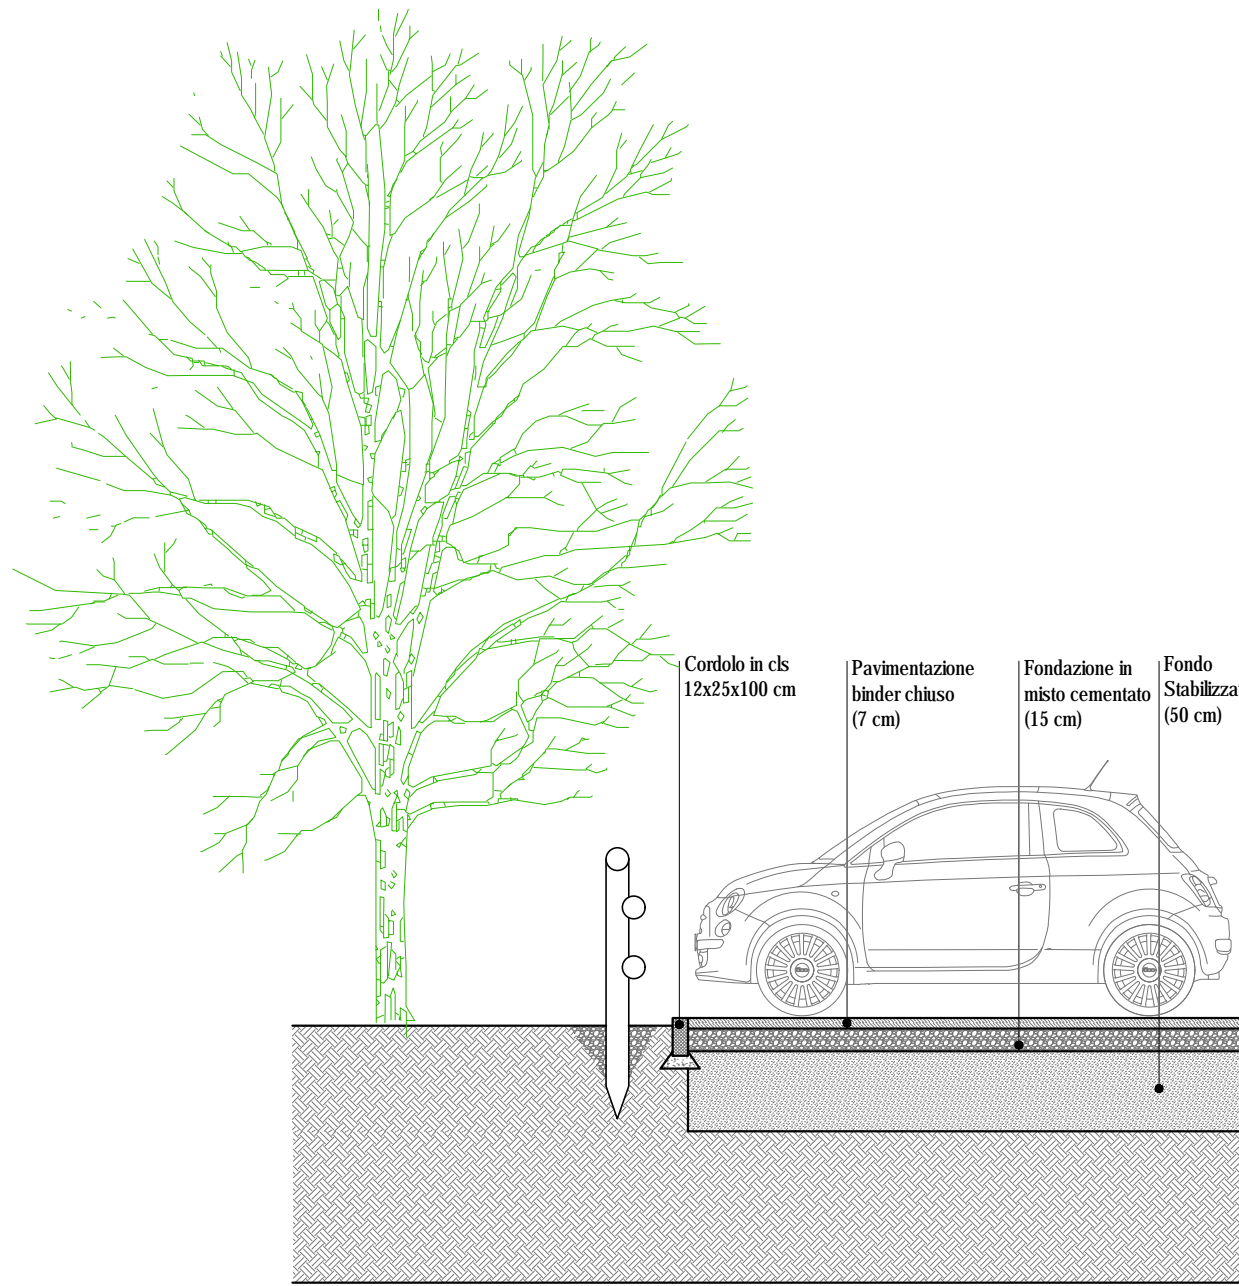 Cordolo in cls
12x25x100 cm
Pavimentazione
binder chiuso
(7 cm)
Fondazione in
misto cementato
(15 cm)
Fondo
(50 cm)